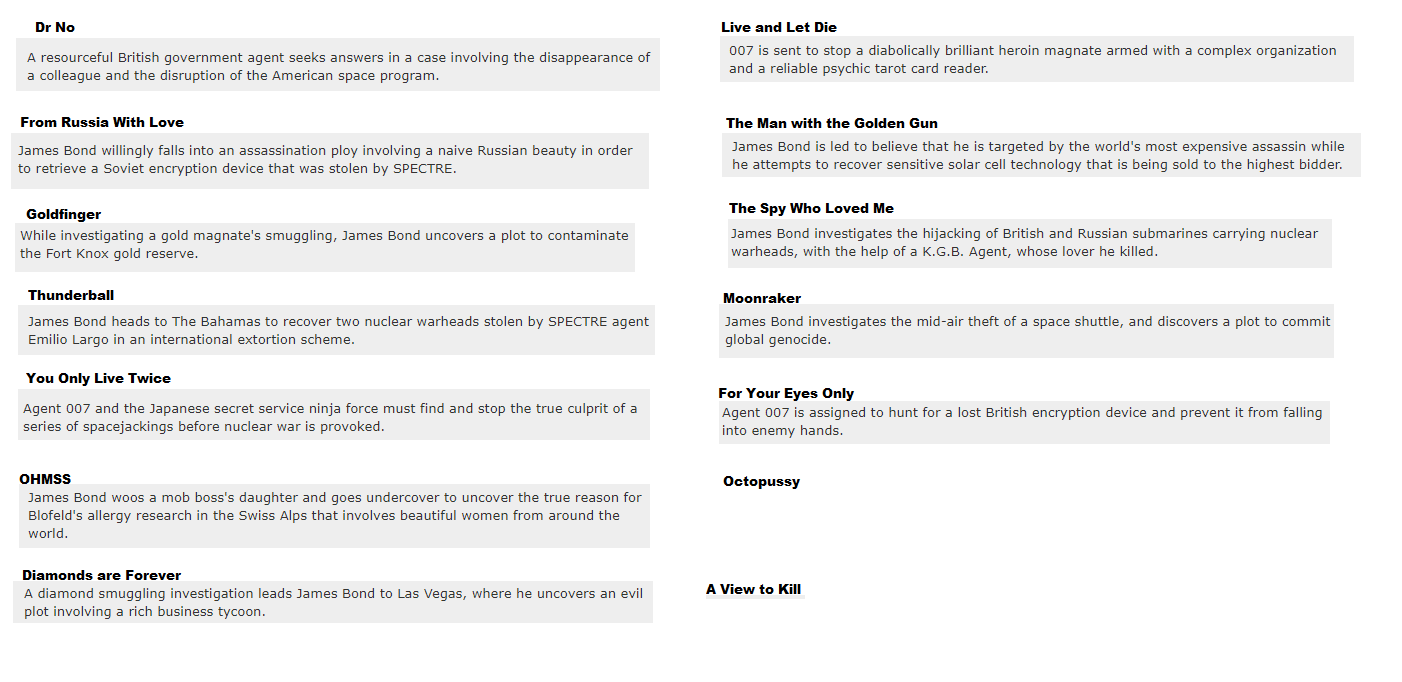 Dr No
A resourceful British government agent seeks answers in a case involving the disappearance of
a colleague and the disruption of the American space program.
From Russia With Love
James Bond willingly falls into an assassination ploy involving a naive Russian beauty in order
to retrieve a Soviet encryption device that was stolen by SPECTRE.
Goldfinger
While investigating a gold magnate's smuggling, James Bond uncovers a plot to contaminate
the Fort Knox gold reserve.
Thunderball
James Bond heads to The Bahamas to recover two nuclear warheads stolen by SPECTRE agent
Emilio Largo in an international extortion scheme.
You Only Live Twice
Agent 007 and the Japanese secret service ninja force must find and stop the true culprit of a
series of spacejackings before nuclear war is provoked.
OHMSS
James Bond woos a mob boss's daughter and goes undercover to uncover the true reason for
Blofeld's allergy research in the Swiss Alps that involves beautiful women from around the
world.
Diamonds are Forever
A diamond smuggling investigation leads James Bond to Las Vegas, where he uncovers an evil
plot involving a rich business tycoon.
Live and Let Die
007 is sent to stop a diabolically brilliant heroin magnate armed with a complex organization
and a reliable psychic tarot card reader.
The Man with the Golden Gun
James Bond is led to believe that he is targeted by the world's most expensive assassin while
he attempts to recover sensitive solar cell technology that is being sold to the highest bidder.
The Spy Who Loved Me
James Bond investigates the hijacking of British and Russian submarines carrying nuclear
warheads, with the help of a K.G.B. Agent, whose lover he killed.
Moonraker
James Bond investigates the mid-air theft of a space shuttle, and discovers a plot to commit
global genocide.
For Your Eyes Only
Agent 007 is assigned to hunt for a lost British encryption device and prevent it from falling
into enemy hands.
Octopussy
A View to Kill